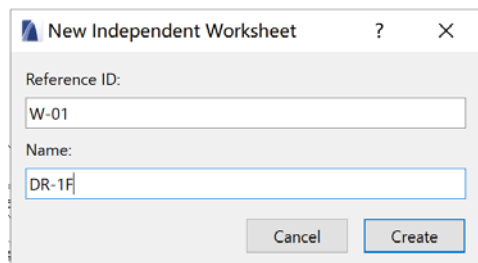 New Independent Worksheet ?
Reference ID:
W-01
Name:
DR-1F
Cancel Create